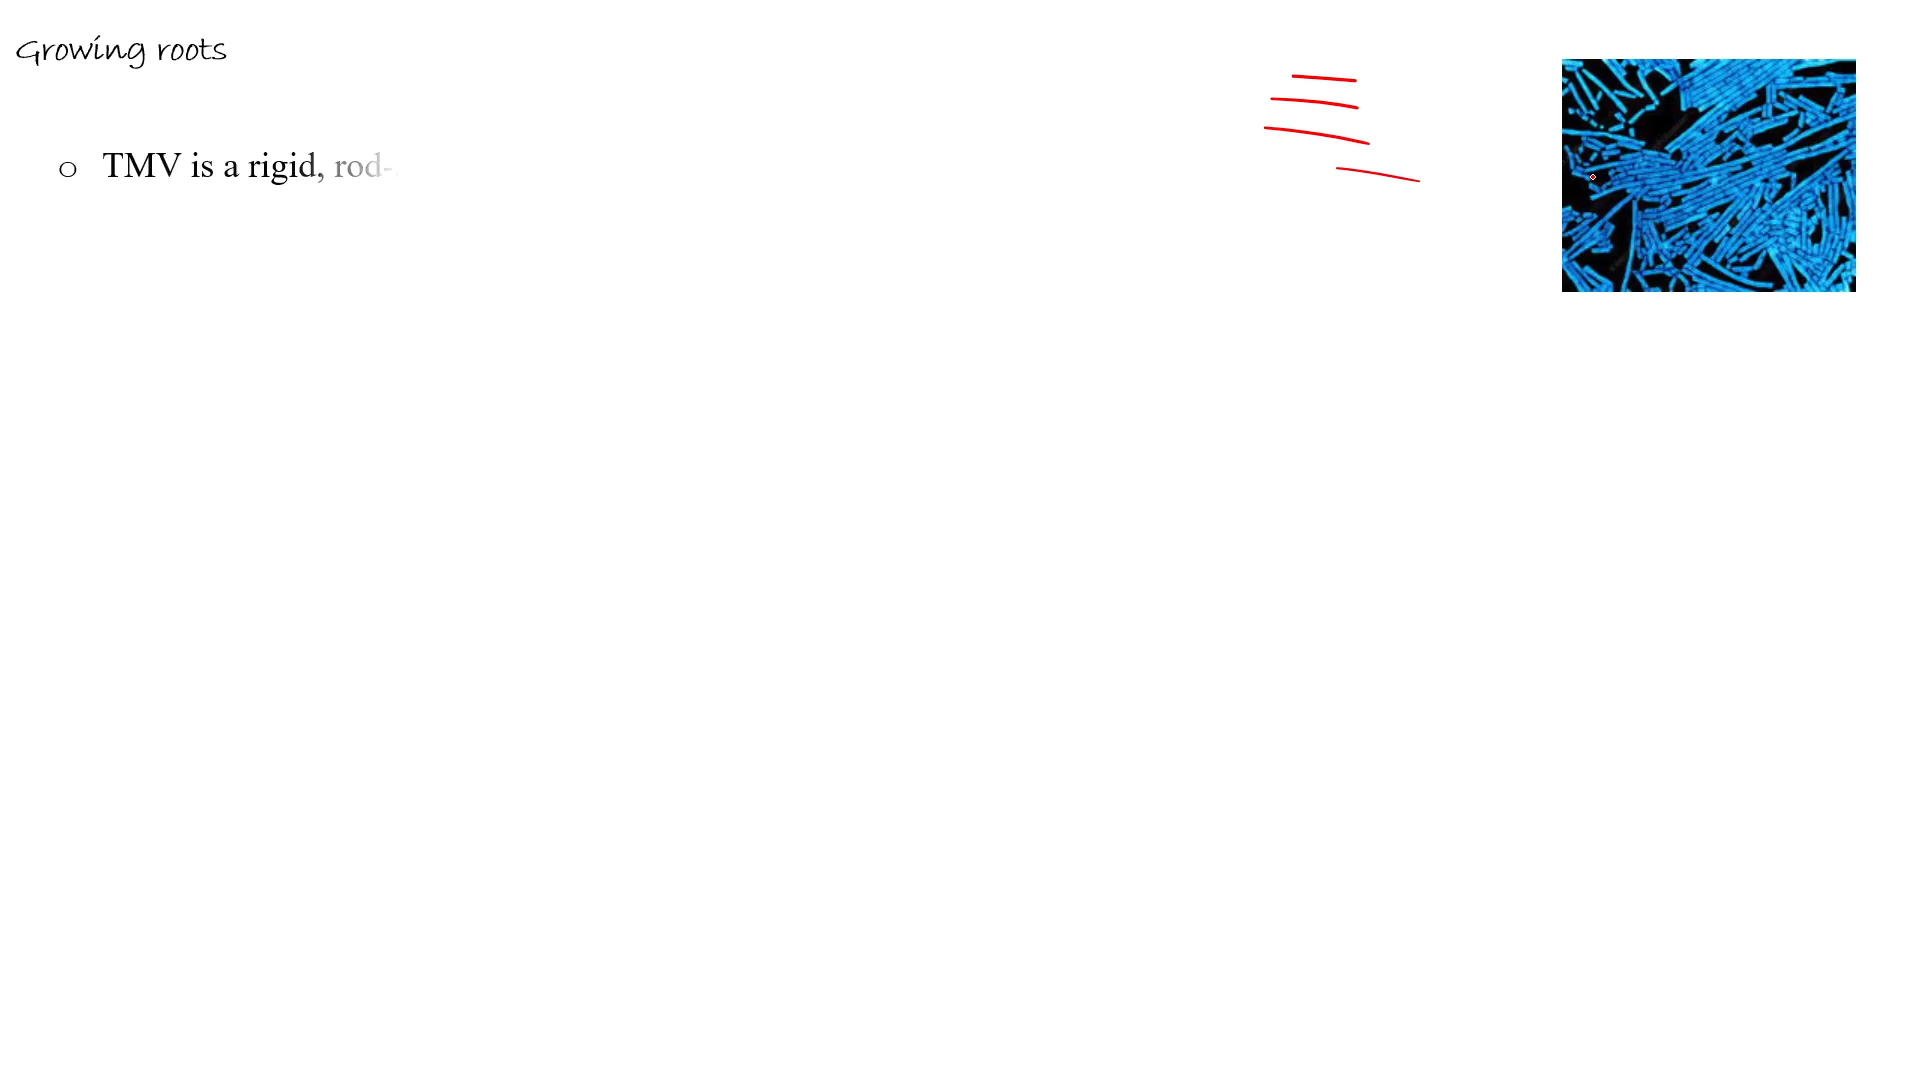 Growing roots
o TMV is a rigid, rod-